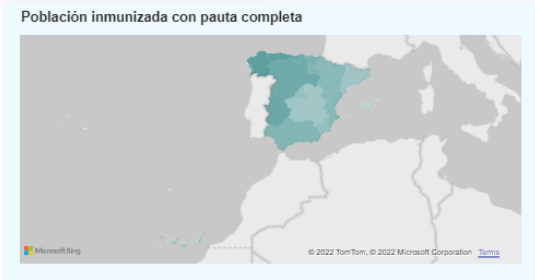 Población inmunizada con pauta completa
Microsoft Bing
© 2022 TomTom, © 2022 Microsoft Corporation Terms